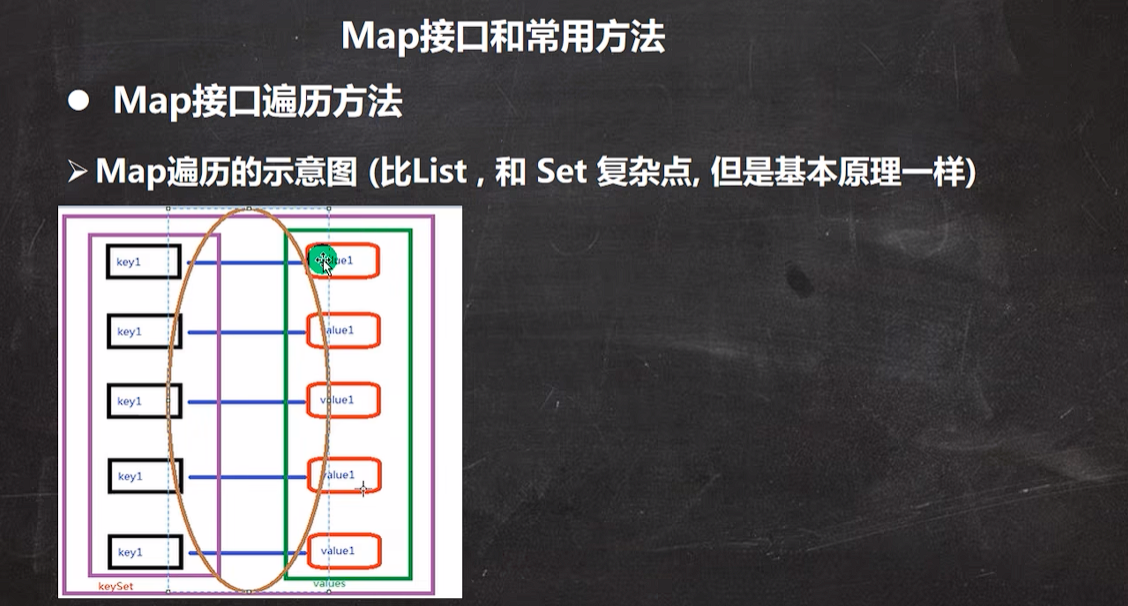 Map接口和常用方法
● Map接口遍历方法
➢ Map遍历的示意图 (比List , 和 Set 复杂点, 但是基本原理一样)
key1
key1 value1
key1 value1
key1 value1
key1 value1
keySet values